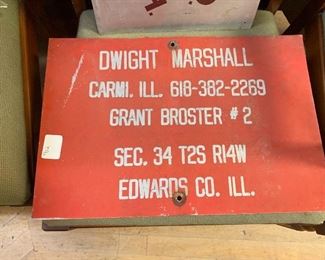 DWIGHT MARSHALL
CARMI, ILL. 618-382-2269
GRANT BROSTER #2
SEC. 34 T2S R14W
EDWARDS CO. ILL.